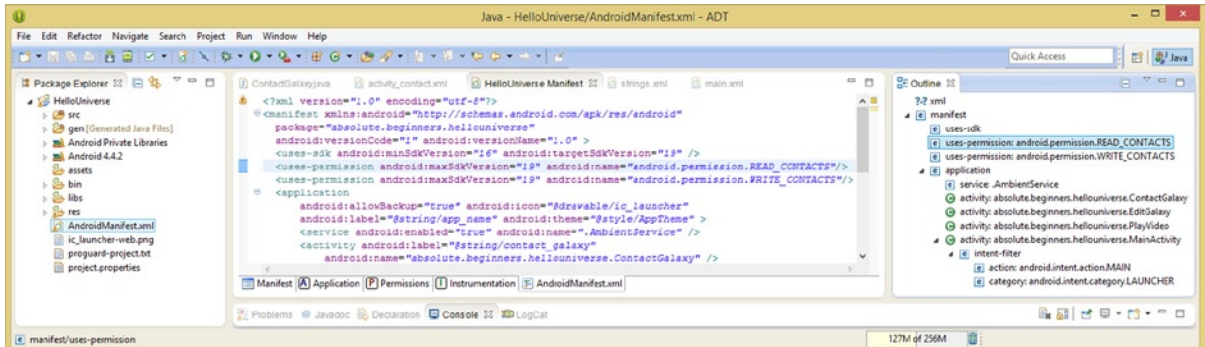 Java - HelloUniverse/AndroidManifest.xml - ADT
File Edit Refactor Navigate Search Project Run Window Help
Quick Access
Java
Package Explorer
HelloUniverse
src
gen [Generated Java Files]
Android Private Libraries
Android 4.4.2
assets
bin
libs
res
AndroidManifest.xml
ic_launcher-web.png
proguard-project.txt
project.properties
ContactGalaxy.java activity_contact.xml HelloUniverse Manifest strings.xml main.xml
<?xml version="1.0" encoding="utf-8"?>
<manifest xmlns:android="http://schemas.android.com/apk/res/android"
package="absolute.beginners.hellouniverse"
android:versionCode="1" android:versionName="1.0" >
<uses-sdk android:minSdkVersion="16" android:targetSdkVersion="19" />
<uses-permission android:maxSdkVersion="19" android:name="android.permission.READ_CONTACTS"/>
<uses-permission android:maxSdkVersion="19" android:name="android.permission.WRITE_CONTACTS"/>
<application
android:allowBackup="true" android:icon="@drawable/ic_launcher"
android:label="@string/app_name" android:theme="@style/AppTheme" >
<service android:enabled="true" android:name=".AmbientService" />
<activity android:label="@string/contact_galaxy"
android:name="absolute.beginners.hellouniverse.ContactGalaxy" />
Manifest A Application P Permissions I Instrumentation AndroidManifest.xml
Outline
?-? xml
manifest
uses-sdk
uses-permission: android.permission.READ_CONTACTS
uses-permission: android.permission.WRITE_CONTACTS
application
service: .AmbientService
activity: absolute.beginners.hellouniverse.ContactGalaxy
activity: absolute.beginners.hellouniverse.EditGalaxy
activity: absolute.beginners.hellouniverse.PlayVideo
activity: absolute.beginners.hellouniverse.MainActivity
intent-filter
action: android.intent.action.MAIN
category: android.intent.category.LAUNCHER
Problems @ Javadoc Declaration Console LogCat
manifest/uses-permission
127M of 256M